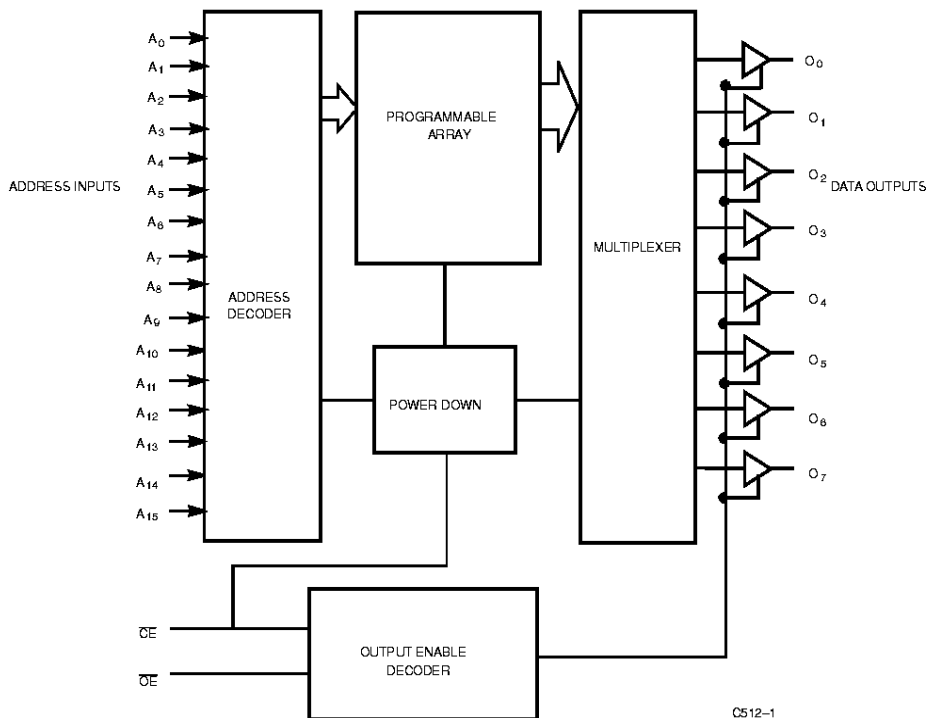 A0
A1
A2
A3
A4
ADDRESS INPUTS
A5
A6
A7
A8
A9
A10
A11
A12
A13
A14
A15
ADDRESS
DECODER
PROGRAMMABLE
ARRAY
POWER DOWN
MULTIPLEXER
O0
O1
O2
DATA OUTPUTS
O3
O4
O5
O6
O7
C̅E̅
O̅E̅
OUTPUT ENABLE
DECODER
C512–1